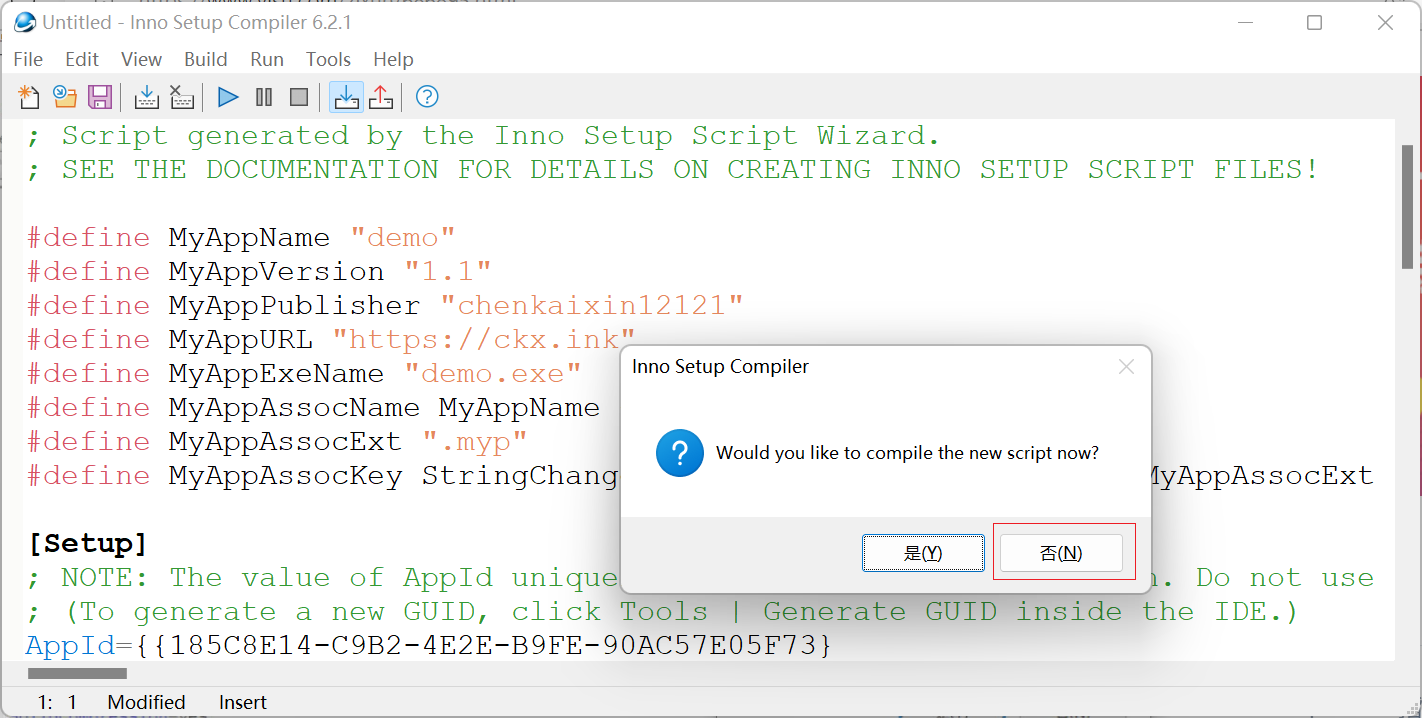 Untitled - Inno Setup Compiler 6.2.1
File Edit View Build Run Tools Help
; Script generated by the Inno Setup Script Wizard.
; SEE THE DOCUMENTATION FOR DETAILS ON CREATING INNO SETUP SCRIPT FILES!
#define MyAppName "demo"
#define MyAppVersion "1.1"
#define MyAppPublisher "chenkaixin12121"
#define MyAppURL "https://ckx.ink"
#define MyAppExeName "demo.exe"
#define MyAppAssocName MyAppName
#define MyAppAssocExt ".myp"
#define MyAppAssocKey StringChang MyAppAssocExt
Inno Setup Compiler
Would you like to compile the new script now?
是(Y) 否(N)
[Setup]
; NOTE: The value of AppId unique . Do not use
; (To generate a new GUID, click Tools | Generate GUID inside the IDE.)
AppId={{185C8E14-C9B2-4E2E-B9FE-90AC57E05F73}
1: 1 Modified Insert